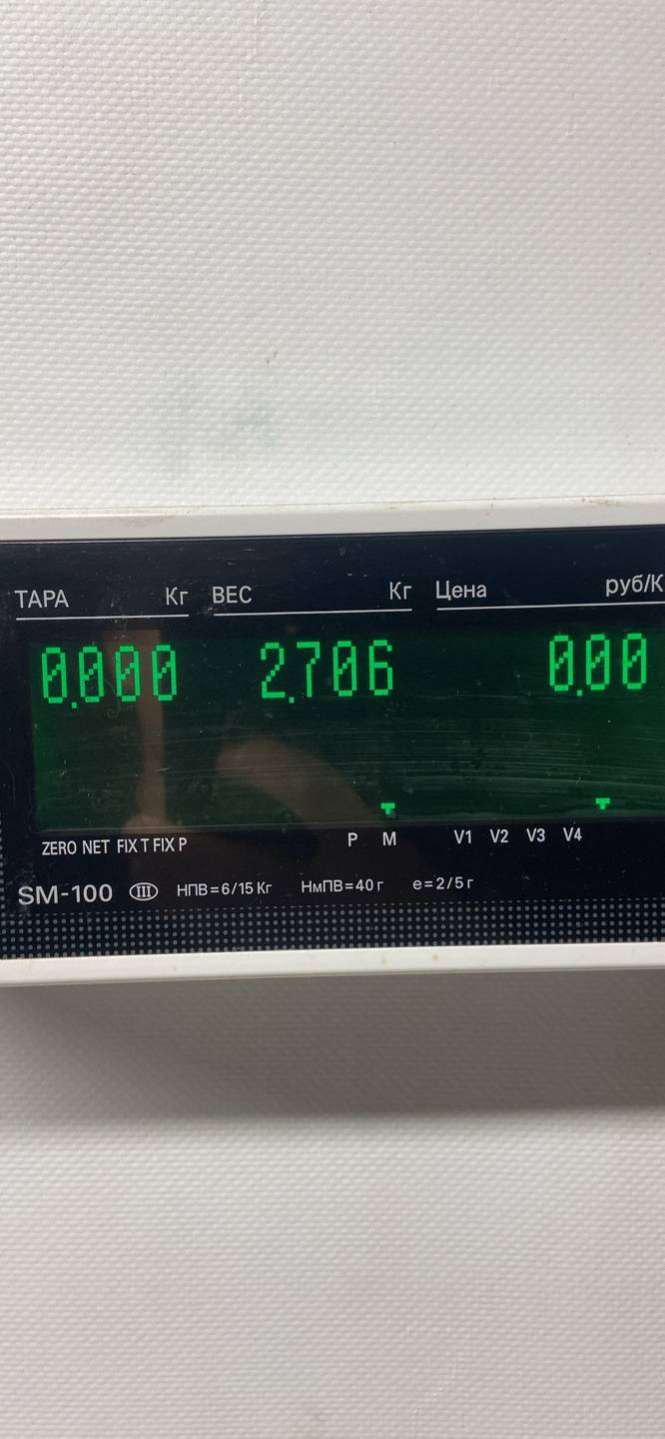 ТАРА Кг ВЕС Кг Цена руб/К
0.000 2.706 0.00
ZERO NET FIX T FIX P P M V1 V2 V3 V4
SM-100 III НПВ=6/15 Кг НмПВ=40 г e=2/5 г